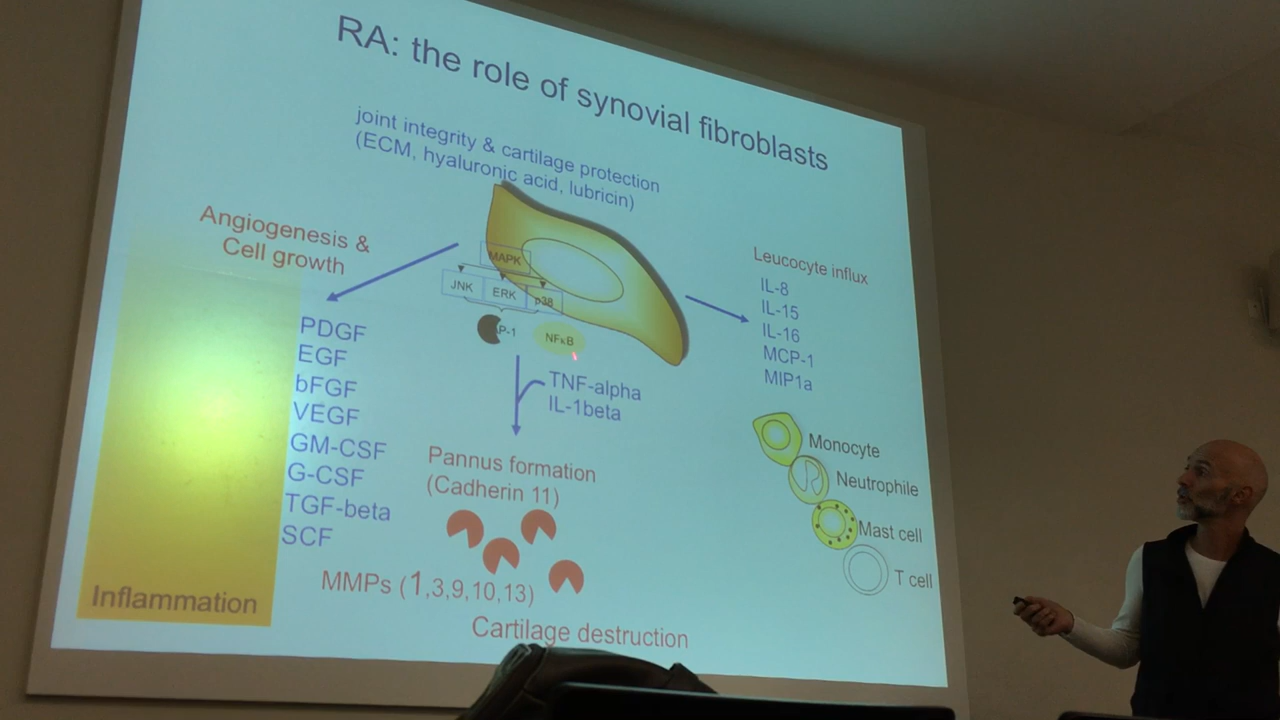 RA: the role of synovial fibroblasts
joint integrity & cartilage protection
(ECM, hyaluronic acid, lubricin)
Angiogenesis &
Cell growth
PDGF
EGF
bFGF
VEGF
GM-CSF
G-CSF
TGF-beta
SCF
Inflammation
MAPK
JNK
ERK
p38
P-1
NFκB
TNF-alpha
IL-1beta
Pannus formation
(Cadherin 11)
MMPs (1,3,9,10,13)
Cartilage destruction
Leucocyte influx
IL-8
IL-15
IL-16
MCP-1
MIP1a
Monocyte
Neutrophile
Mast cell
T cell